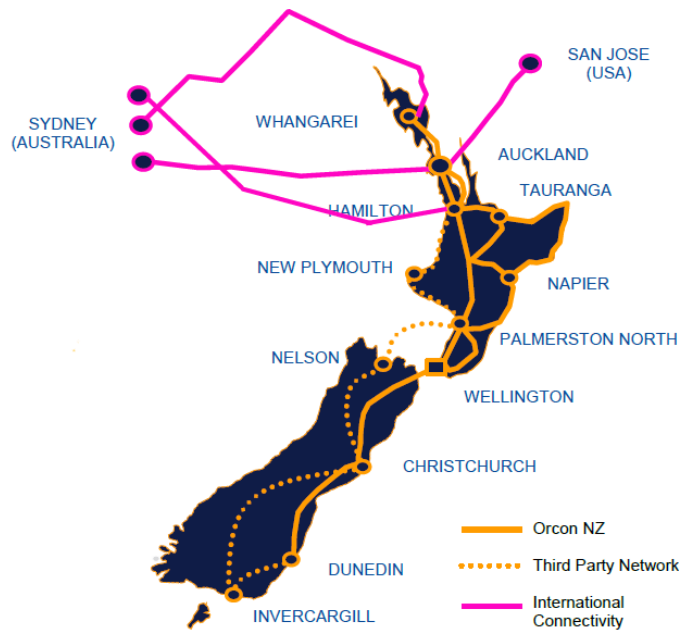 SAN JOSE
(USA)
SYDNEY
(AUSTRALIA)
WHANGAREI
AUCKLAND
TAURANGA
HAMILTON
NEW PLYMOUTH
NAPIER
PALMERSTON NORTH
NELSON
WELLINGTON
CHRISTCHURCH
Orcon NZ
DUNEDIN
Third Party Network
INVERCARGILL
International
Connectivity